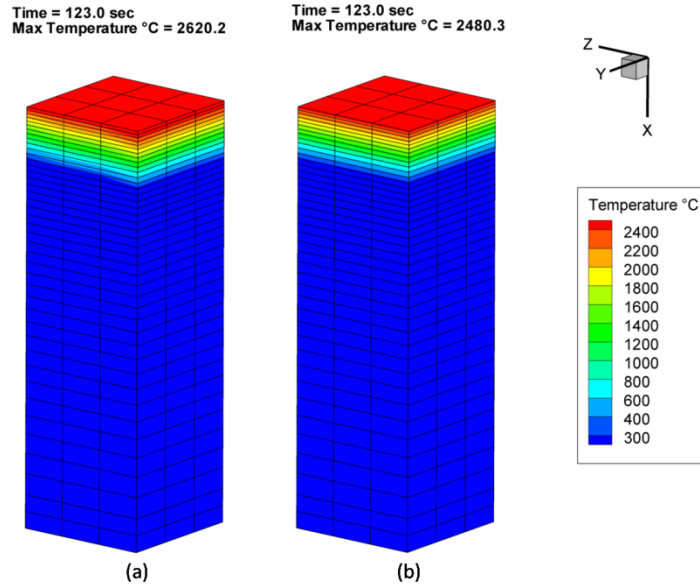 Time = 123.0 sec
Max Temperature °C = 2620.2
Time = 123.0 sec
Max Temperature °C = 2480.3
Z
Y
X
Temperature °C
2400
2200
2000
1600
1400
1200
1000
800
600
400
300
(a)
(b)